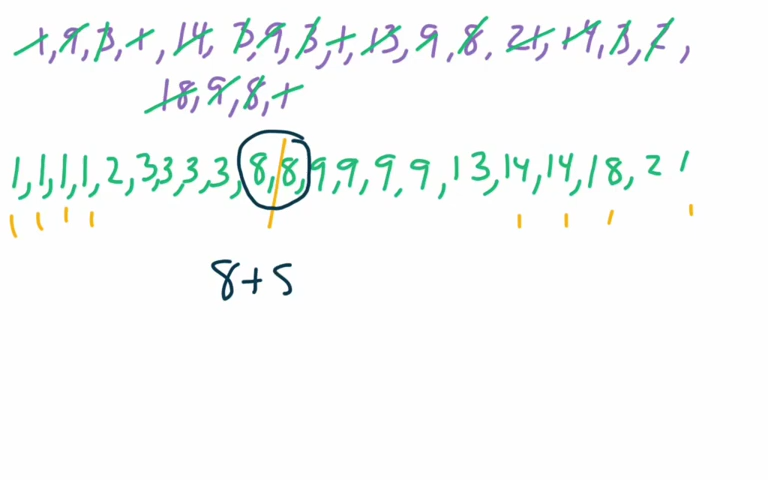 1, 9, 3, 1, 14, 3, 9, 3, 1, 13, 9, 8, 21, 14, 3, 2,
18, 9, 8, 1
1, 1, 1, 1, 2, 3, 3, 3, 3, 8, 8, 9, 9, 9, 9, 13, 14, 14, 18, 21
8+5